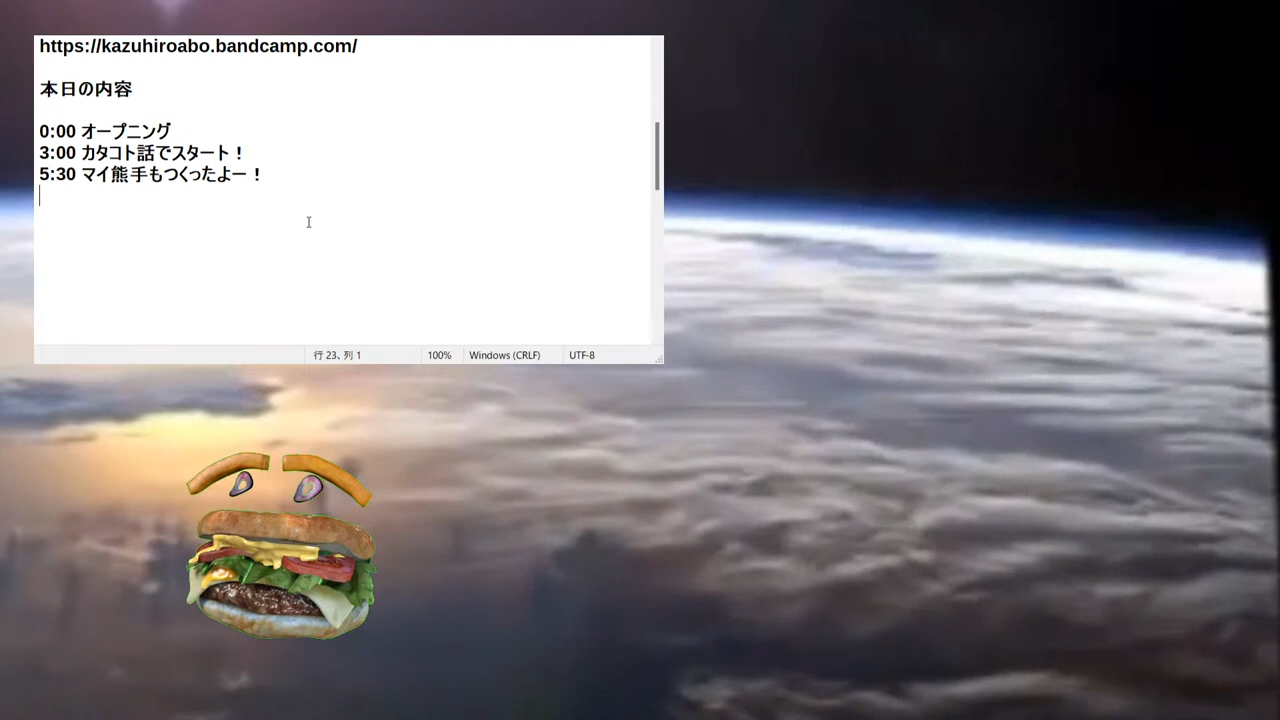 https://kazuhiroabo.bandcamp.com/
本日の内容
0:00 オープニング
3:00 カタコト話でスタート！
5:30 マイ熊手もつくったよー！
行 23、列 1
100%
Windows (CRLF)
UTF-8